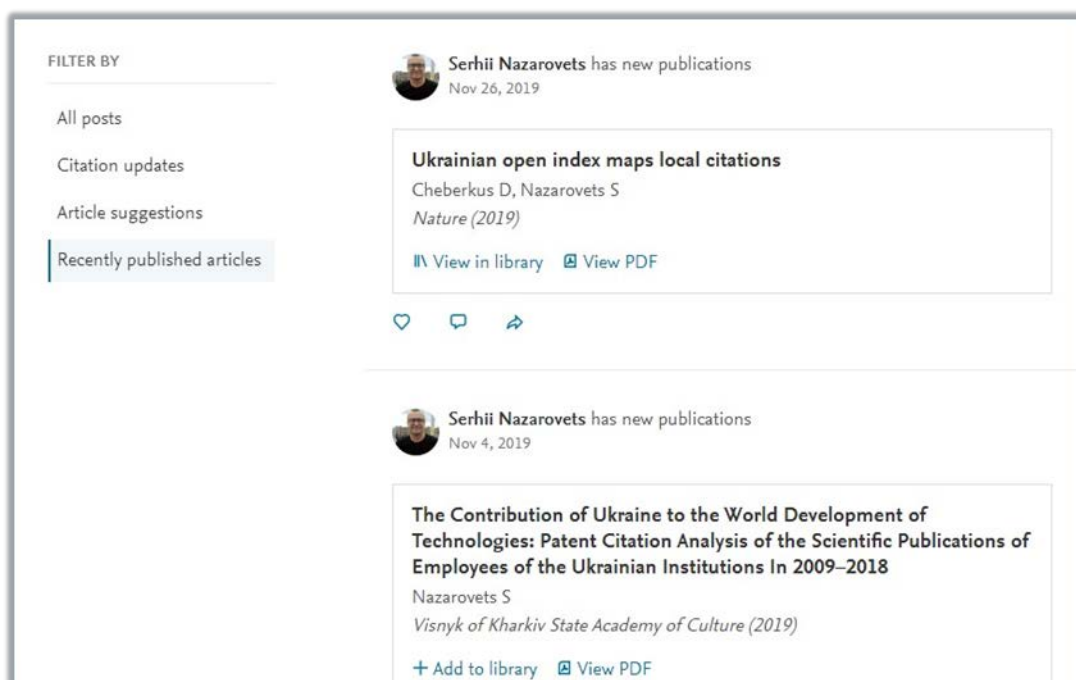 FILTER BY
All posts
Citation updates
Article suggestions
Recently published articles
Serhii Nazarovets has new publications
Nov 26, 2019
Ukrainian open index maps local citations
Cheberkus D, Nazarovets S
Nature (2019)
View in library View PDF
Serhii Nazarovets has new publications
Nov 4, 2019
The Contribution of Ukraine to the World Development of
Technologies: Patent Citation Analysis of the Scientific Publications of
Employees of the Ukrainian Institutions In 2009–2018
Nazarovets S
Visnyk of Kharkiv State Academy of Culture (2019)
+ Add to library View PDF